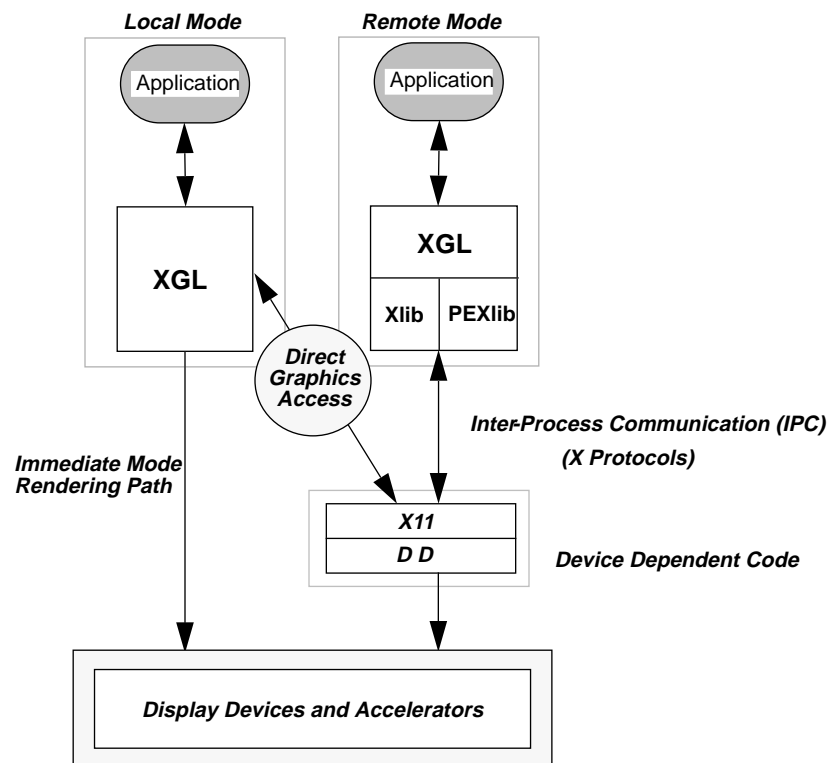 Local Mode
Remote Mode
Application
Application
XGL
XGL
Xlib
PEXlib
Direct
Graphics
Access
Inter-Process Communication (IPC)
(X Protocols)
Immediate Mode
Rendering Path
X11
D D
Device Dependent Code
Display Devices and Accelerators